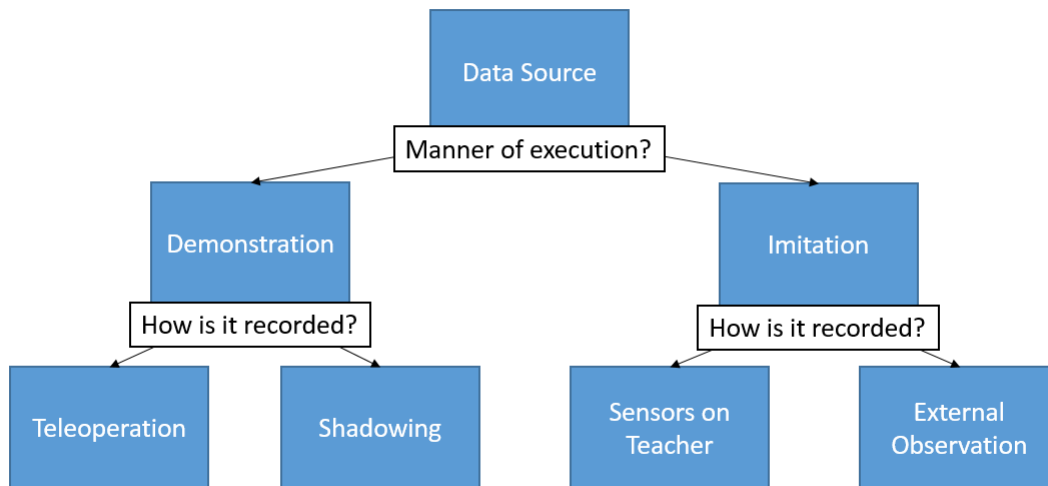 Data Source
Manner of execution?
Demonstration
Imitation
How is it recorded?
How is it recorded?
Teleoperation
Shadowing
Sensors on
Teacher
External
Observation